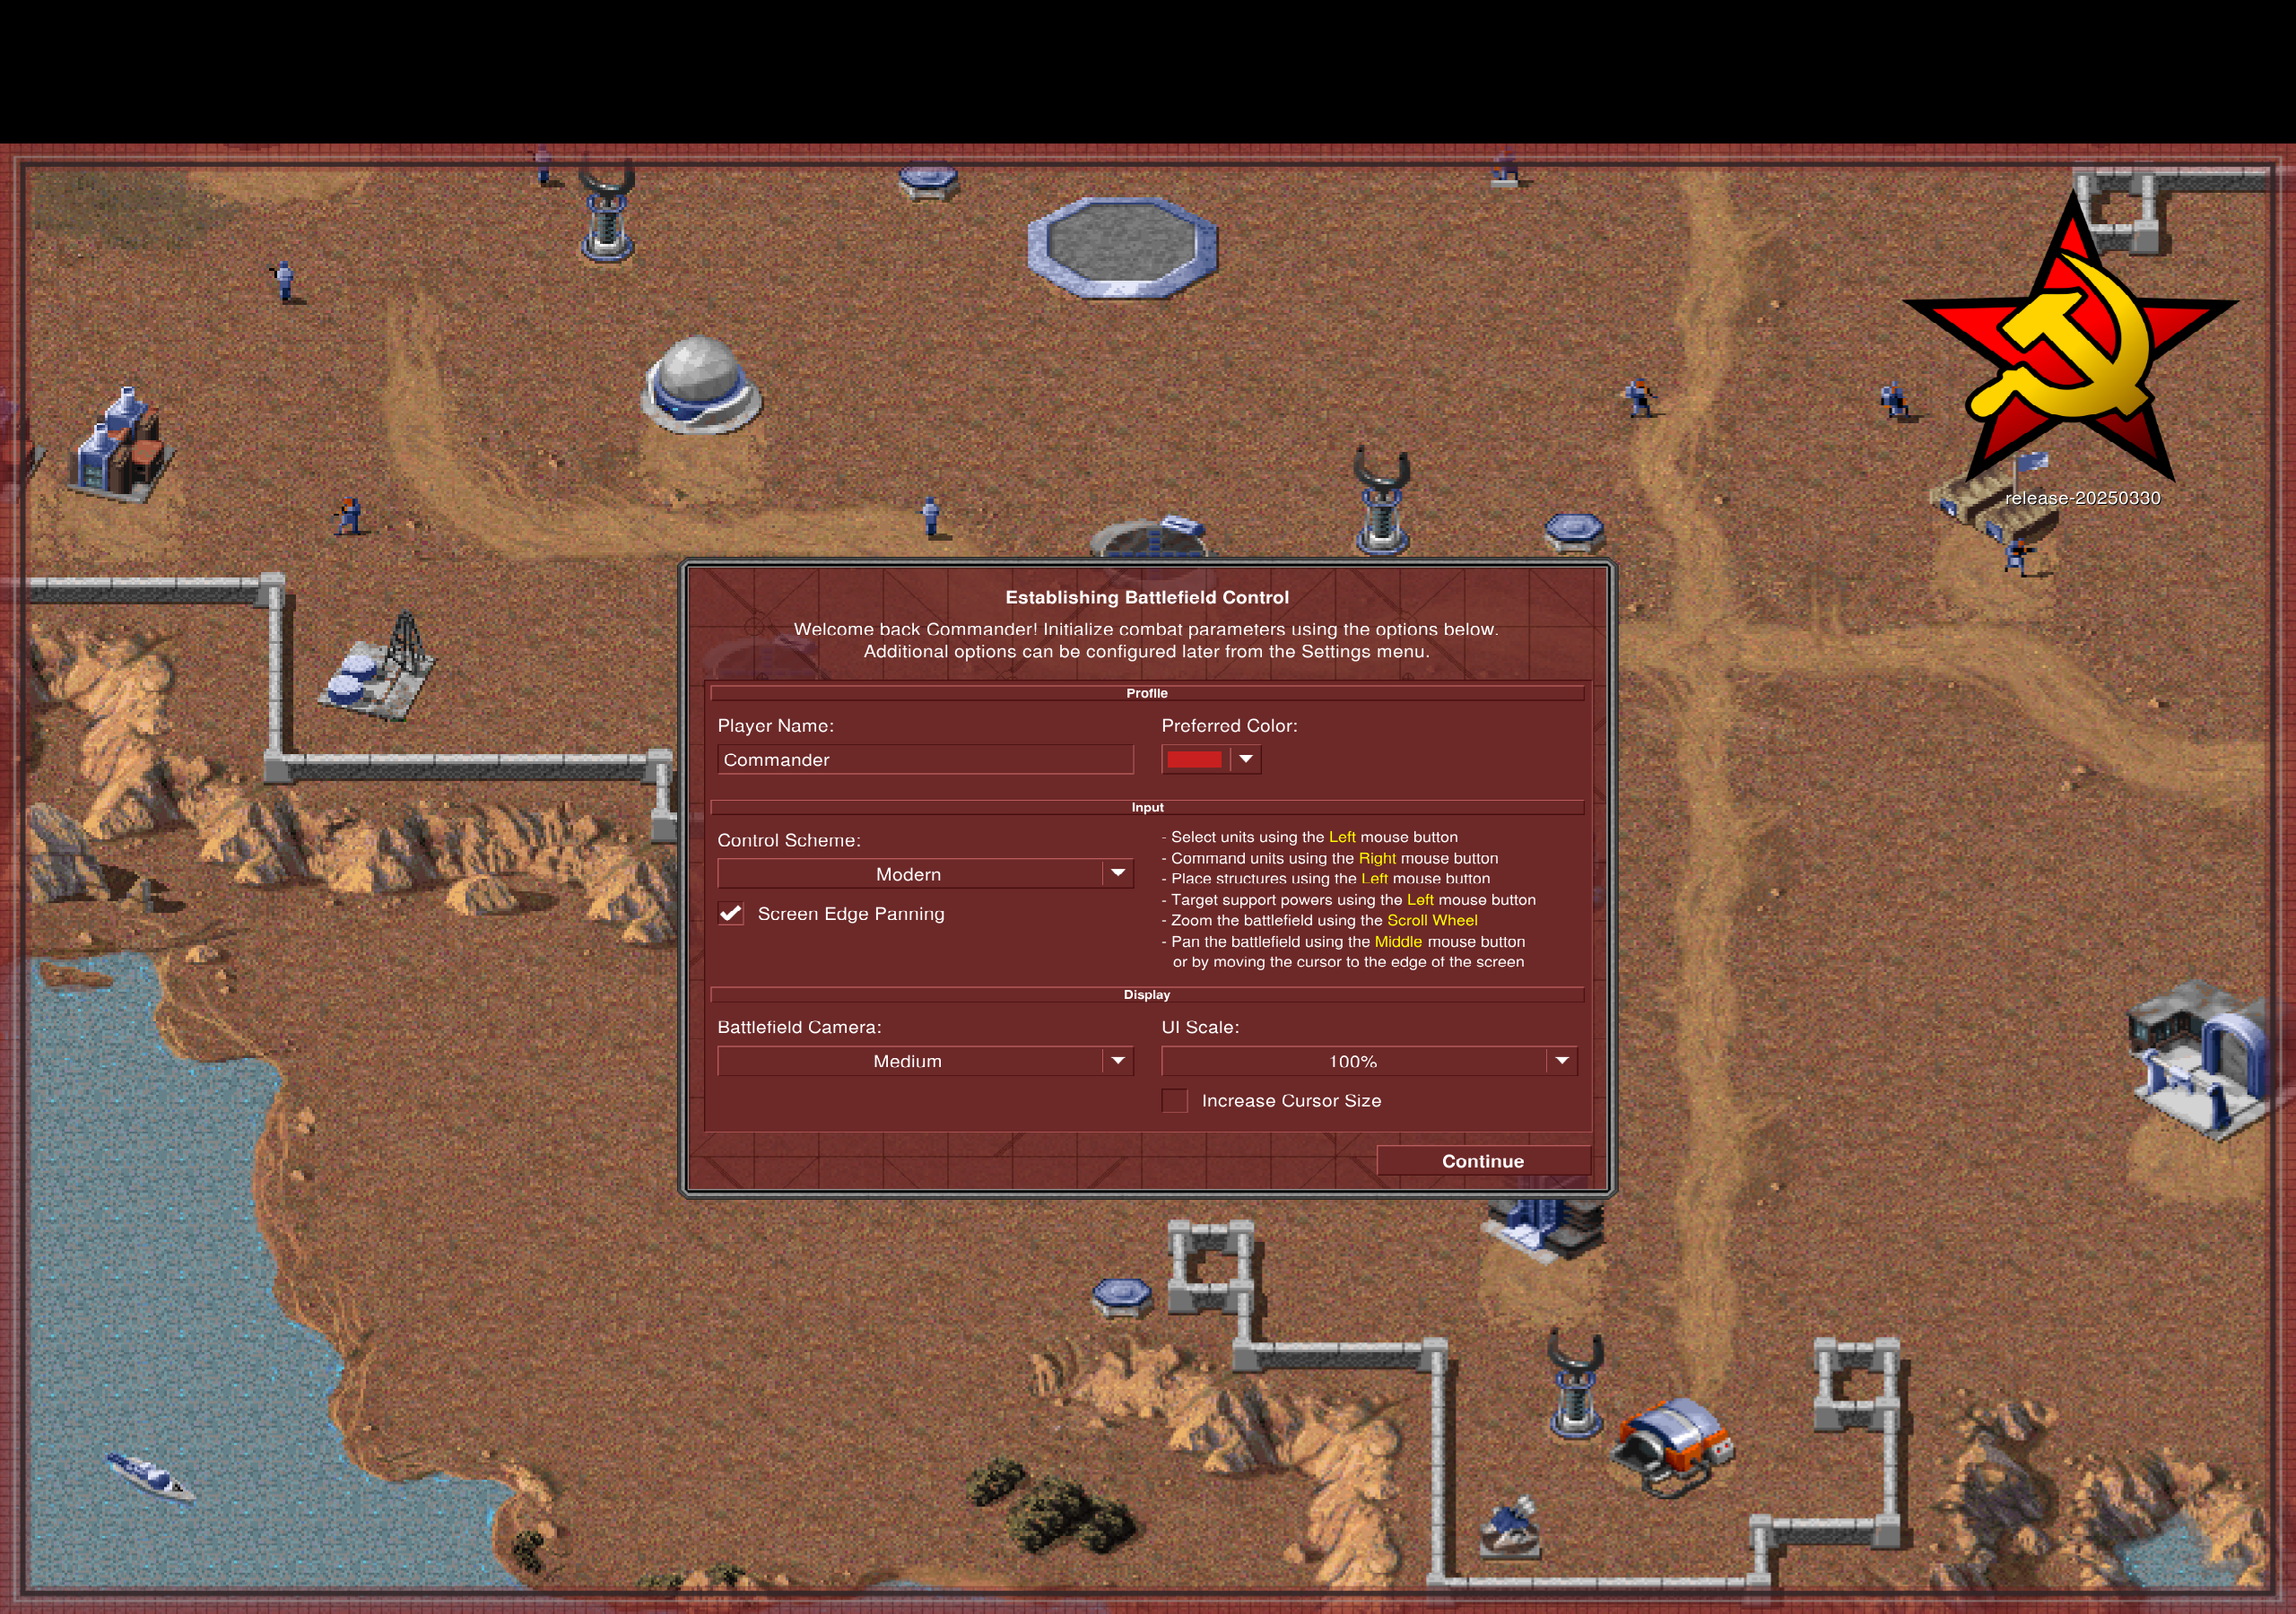 release-20250330
Establishing Battlefield Control
Welcome back Commander! Initialize combat parameters using the options below.
Additional options can be configured later from the Settings menu.
Profile
Player Name:
Preferred Color:
Commander
Input
Control Scheme:
Modern
Screen Edge Panning
- Select units using the Left mouse button
- Command units using the Right mouse button
- Place structures using the Left mouse button
- Target support powers using the Left mouse button
- Zoom the battlefield using the Scroll Wheel
- Pan the battlefield using the Middle mouse button
or by moving the cursor to the edge of the screen
Display
Battlefield Camera:
UI Scale:
Medium
100%
Increase Cursor Size
Continue